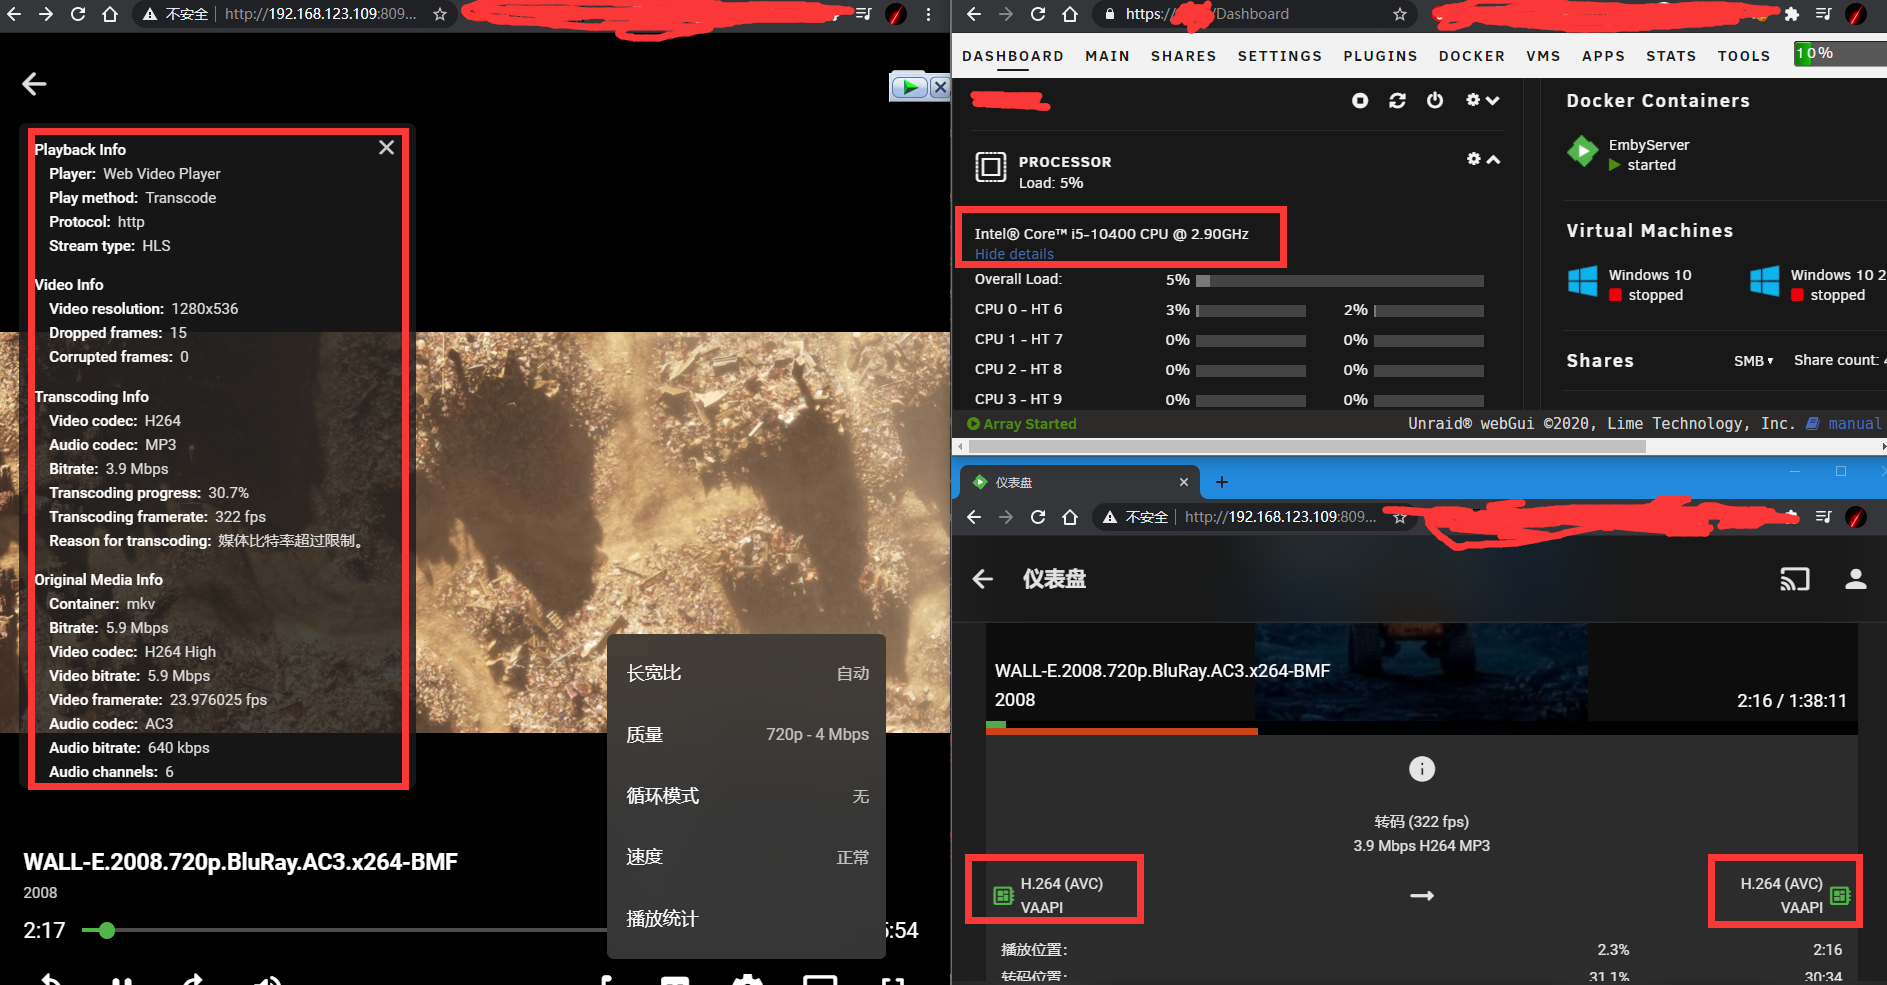 不安全 http://192.168.123.109:809...
Playback Info
Player: Web Video Player
Play method: Transcode
Protocol: http
Stream type: HLS
Video Info
Video resolution: 1280x536
Dropped frames: 15
Corrupted frames: 0
Transcoding Info
Video codec: H264
Audio codec: MP3
Bitrate: 3.9 Mbps
Transcoding progress: 30.7%
Transcoding framerate: 322 fps
Reason for transcoding: 媒体比特率超过限制。
Original Media Info
Container: mkv
Bitrate: 5.9 Mbps
Video codec: H264 High
Video bitrate: 5.9 Mbps
Video framerate: 23.976025 fps
Audio codec: AC3
Audio bitrate: 640 kbps
Audio channels: 6
长宽比 自动
质量 720p - 4 Mbps
循环模式 无
速度 正常
播放统计
WALL-E.2008.720p.BluRay.AC3.x264-BMF
2008
2:17
5:54
https:// /Dashboard
DASHBOARD MAIN SHARES SETTINGS PLUGINS DOCKER VMS APPS STATS TOOLS 10%
PROCESSOR
Load: 5%
Intel® Core™ i5-10400 CPU @ 2.90GHz
Hide details
Overall Load: 5%
CPU 0 - HT 6 3% 2%
CPU 1 - HT 7 0% 0%
CPU 2 - HT 8 0% 0%
CPU 3 - HT 9 0% 0%
Docker Containers
EmbyServer
started
Virtual Machines
Windows 10
stopped
Windows 10 2
stopped
Shares SMB Share count:
Array Started
Unraid® webGui ©2020, Lime Technology, Inc. manual
仪表盘
不安全 http://192.168.123.109:809...
仪表盘
WALL-E.2008.720p.BluRay.AC3.x264-BMF
2008
2:16 / 1:38:11
转码 (322 fps)
3.9 Mbps H264 MP3
H.264 (AVC)
VAAPI
H.264 (AVC)
VAAPI
播放位置: 2.3% 2:16
转码位置: 31.1% 30:34